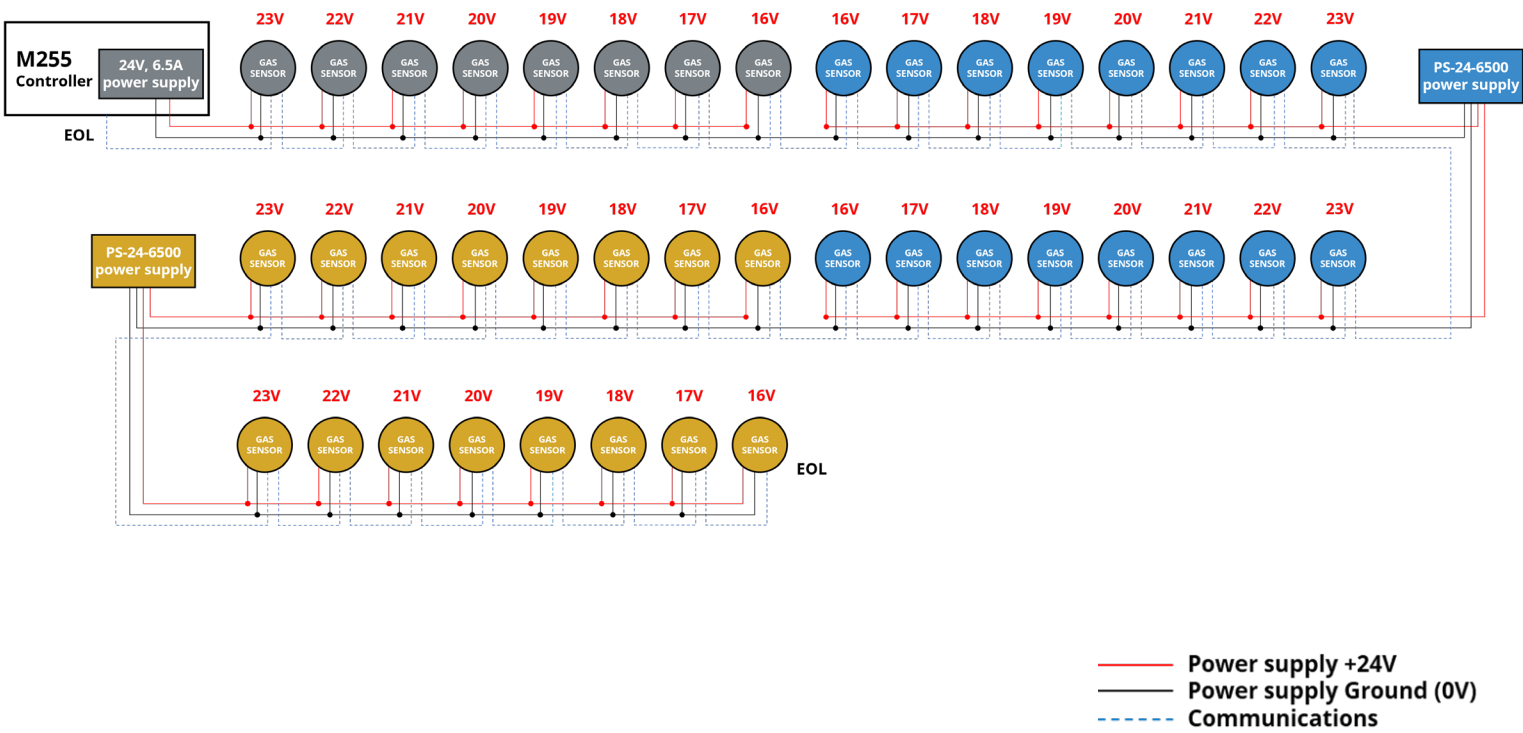 23V 22V 21V 20V 19V 18V 17V 16V 16V 17V 18V 19V 20V 21V 22V 23V
M255
Controller
24V, 6.5A
power supply
GAS SENSOR GAS SENSOR GAS SENSOR GAS SENSOR GAS SENSOR GAS SENSOR GAS SENSOR GAS SENSOR GAS SENSOR GAS SENSOR GAS SENSOR GAS SENSOR GAS SENSOR GAS SENSOR GAS SENSOR GAS SENSOR
PS-24-6500
power supply
EOL
23V 22V 21V 20V 19V 18V 17V 16V 16V 17V 18V 19V 20V 21V 22V 23V
PS-24-6500
power supply
GAS SENSOR GAS SENSOR GAS SENSOR GAS SENSOR GAS SENSOR GAS SENSOR GAS SENSOR GAS SENSOR GAS SENSOR GAS SENSOR GAS SENSOR GAS SENSOR GAS SENSOR GAS SENSOR GAS SENSOR GAS SENSOR
23V 22V 21V 20V 19V 18V 17V 16V
GAS SENSOR GAS SENSOR GAS SENSOR GAS SENSOR GAS SENSOR GAS SENSOR GAS SENSOR GAS SENSOR
EOL
Power supply +24V
Power supply Ground (0V)
Communications